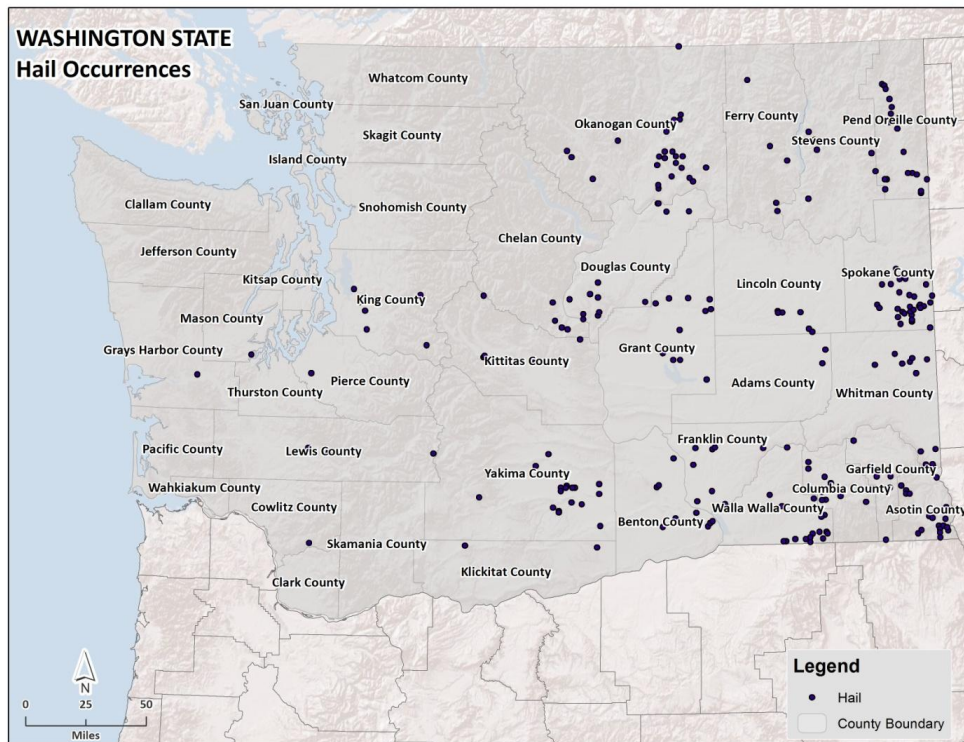 WASHINGTON STATE
Hail Occurrences
Whatcom County
San Juan County
Okanogan County
Ferry County
Pend Oreille County
Skagit County
Stevens County
Island County
Clallam County
Snohomish County
Chelan County
Jefferson County
Douglas County
Spokane County
Kitsap County
Lincoln County
King County
Mason County
Grays Harbor County
Grant County
Kittitas County
Pierce County
Adams County
Thurston County
Whitman County
Franklin County
Pacific County
Lewis County
Garfield County
Yakima County
Wahkiakum County
Columbia County
Cowlitz County
Walla Walla County
Asotin County
Benton County
Skamania County
Klickitat County
Clark County
N
0 25 50
Miles
Legend
Hail
County Boundary